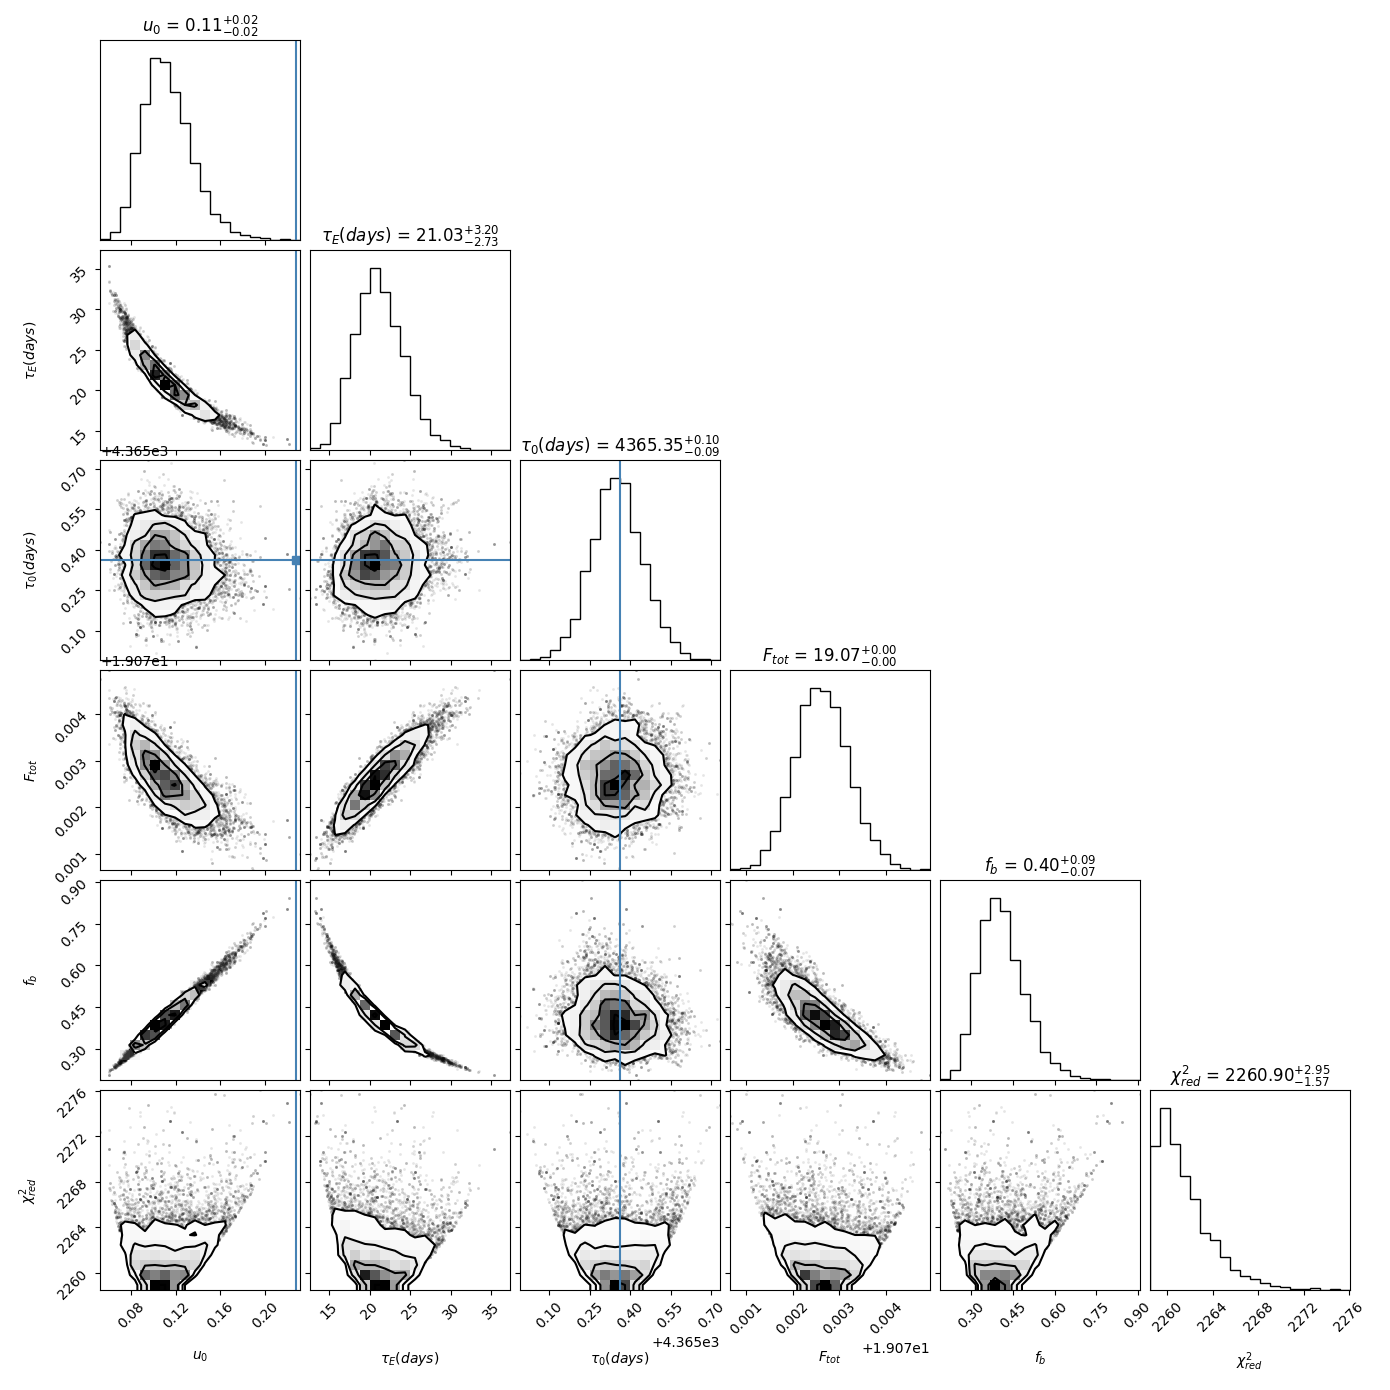 u₀ = 0.11 +0.02 −0.02
τ_E(days) = 21.03 +3.20 −2.73
35
30
25
20
15
τ_E(days)
τ₀(days) = 4365.35 +0.10 −0.09
+4.365e3
0.70
0.55
0.40
0.25
0.10
τ₀(days)
F_tot = 19.07 +0.00 −0.00
+1.907e1
0.004
0.003
0.002
0.001
F_tot
f_b = 0.40 +0.09 −0.07
0.90
0.75
0.60
0.45
0.30
f_b
χ²_red = 2260.90 +2.95 −1.57
2276
2272
2268
2264
2260
χ²_red
0.08 0.12 0.16 0.20
15 20 25 30 35
0.10 0.25 0.40 0.55 0.70
0.001 0.002 0.003 0.004
0.30 0.45 0.60 0.75 0.90
2260 2264 2268 2272 2276
+4.365e3
+1.907e1
u₀
τ_E(days)
τ₀(days)
F_tot
f_b
χ²_red